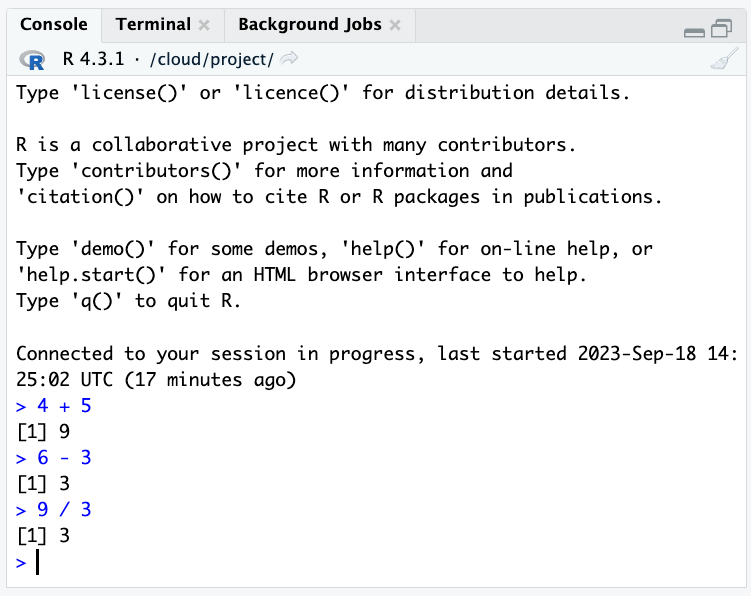 Console Terminal Background Jobs
R R 4.3.1 · /cloud/project/
Type 'license()' or 'licence()' for distribution details.
R is a collaborative project with many contributors.
Type 'contributors()' for more information and
'citation()' on how to cite R or R packages in publications.
Type 'demo()' for some demos, 'help()' for on-line help, or
'help.start()' for an HTML browser interface to help.
Type 'q()' to quit R.
Connected to your session in progress, last started 2023-Sep-18 14:
25:02 UTC (17 minutes ago)
> 4 + 5
[1] 9
> 6 - 3
[1] 3
> 9 / 3
[1] 3
>